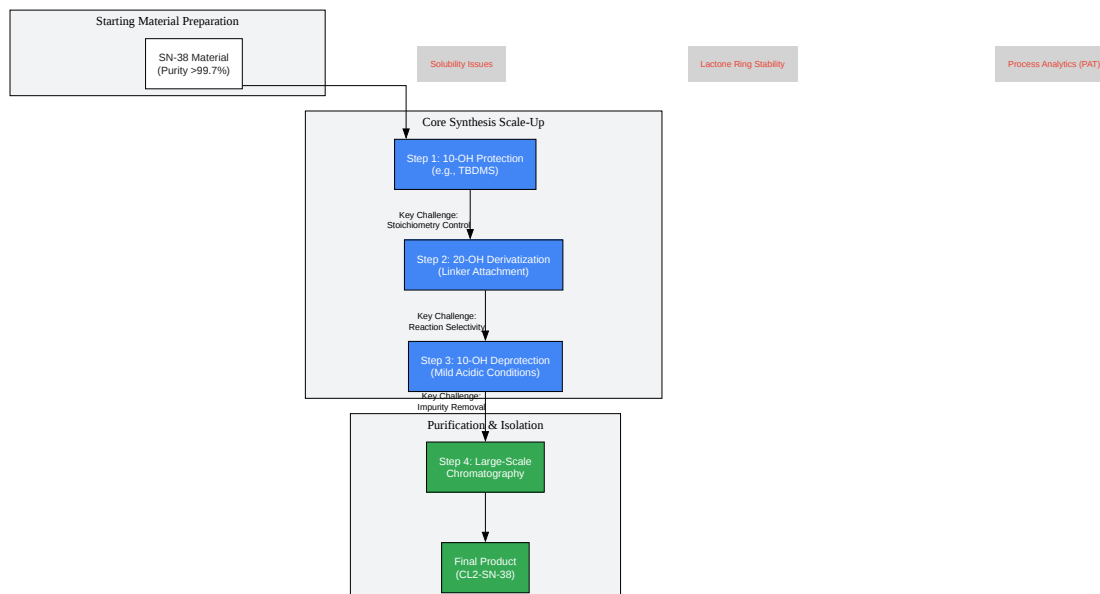 Starting Material Preparation
SN-38 Material
(Purity >99.7%)
Solubility Issues
Lactone Ring Stability
Process Analytics (PAT)
Core Synthesis Scale-Up
Step 1: 10-OH Protection
(e.g., TBDMS)
Key Challenge:
Stoichiometry Control
Step 2: 20-OH Derivatization
(Linker Attachment)
Key Challenge:
Reaction Selectivity
Step 3: 10-OH Deprotection
(Mild Acidic Conditions)
Key Challenge:
Impurity Removal
Purification & Isolation
Step 4: Large-Scale
Chromatography
Final Product
(CL2-SN-38)